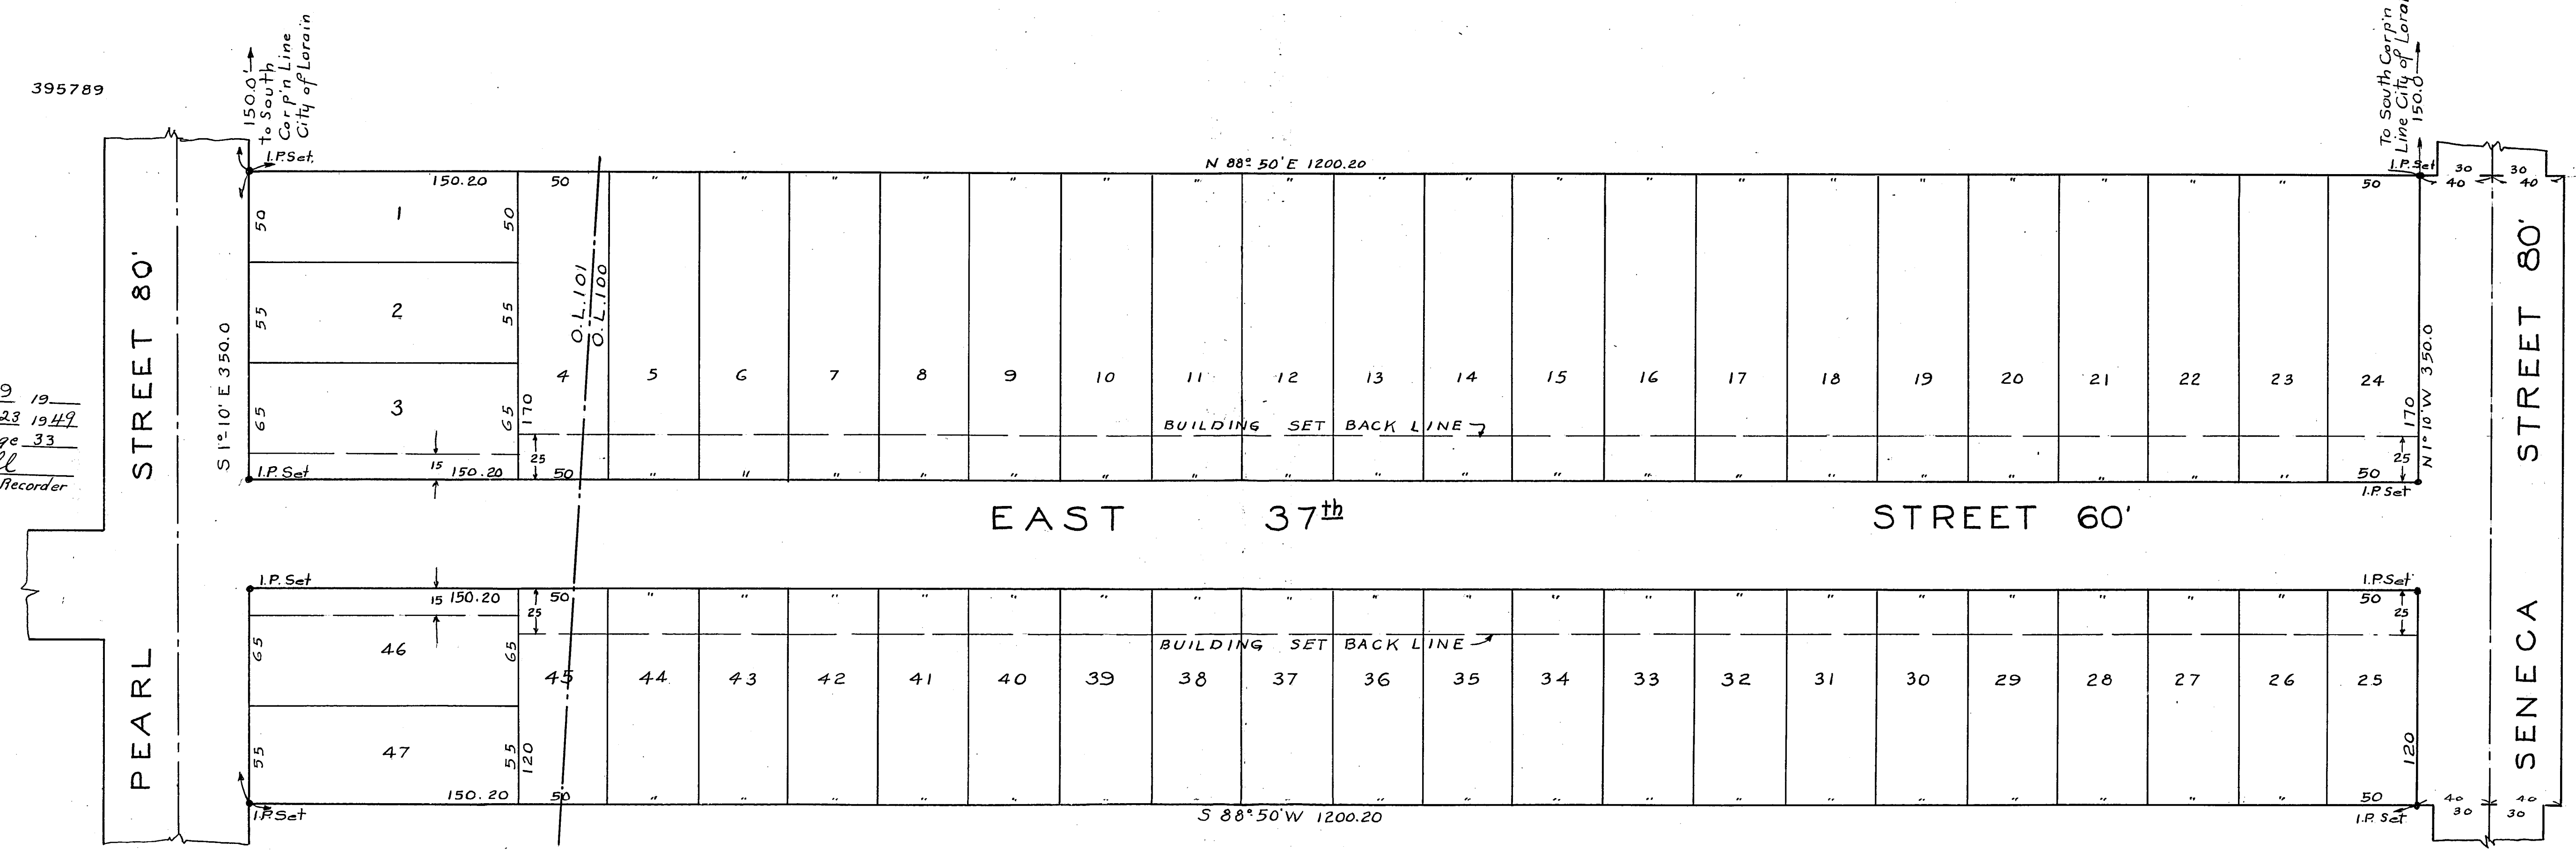 395789
150.0'
to South
Corp'n Line
City of Lorain
To South Corp'n
Line City of Lorain
150.0
I.P. Set.
N 88° 50' E 1200.20
I.P. Set
30 30
40 40
150.20 50 " " " " " " " " " " " " " " " " " " " 50
50 1 50
55 2 55
65 3 65
O.L. 101
O.L. 100
S 1° 10' E 350.0
N 1° 10' W 350.0
PEARL STREET 80'
SENECA STREET 80'
9 19
23 1949
ge 33
Recorder
4 5 6 7 8 9 10 11 12 13 14 15 16 17 18 19 20 21 22 23 24
170 170
BUILDING SET BACK LINE
15 25 25
I.P. Set 150.20 50 " " " " " " " " " " " " " " " " " " " 50
I.P. Set
EAST 37th STREET 60'
I.P. Set I.P. Set
15 150.20 50 " " " " " " " " " " " " " " " " " " " 50
25 25
BUILDING SET BACK LINE
65 46 65
45 44 43 42 41 40 39 38 37 36 35 34 33 32 31 30 29 28 27 26 25
55 47 55
120 120
150.20 50 " " " " " " " " " " " " " " " " " " " 50
I.P. Set
S 88° 50' W 1200.20
I.P. Set
40 40
30 30